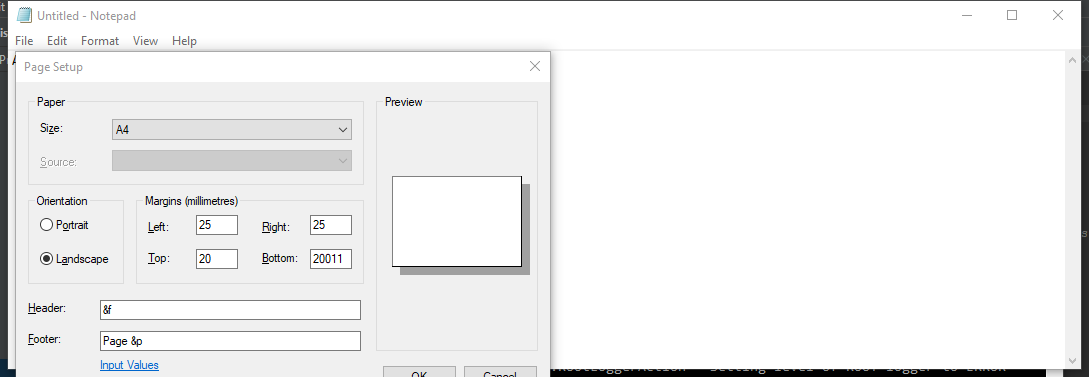 Untitled - Notepad
File Edit Format View Help
Page Setup
Paper Preview
Size: A4
Source:
Orientation Margins (millimetres)
Portrait Left: 25 Right: 25
Landscape Top: 20 Bottom: 20011
Header: &f
Footer: Page &p
Input Values
OK Cancel